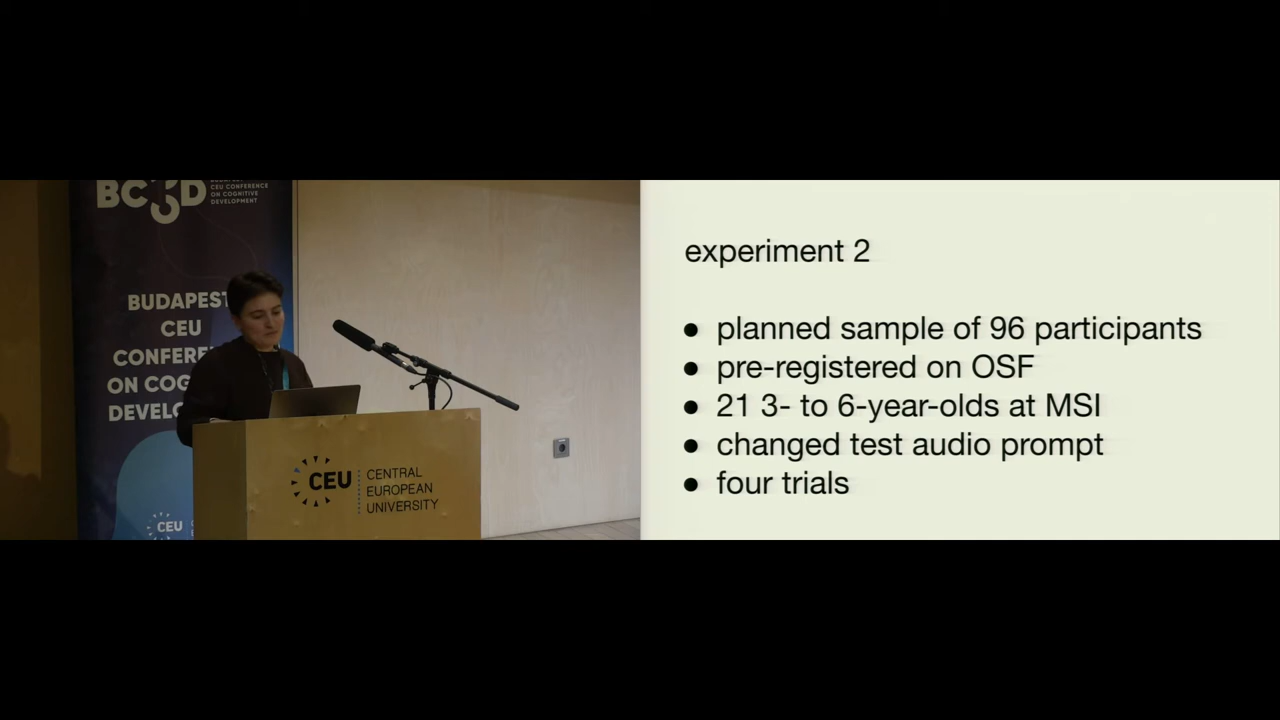 BC D
CEU CONFERENCE
ON COGNITIVE
DEVELOPMENT
BUDAPEST
CEU
CONFERE
ON COG
DEVELO
CEU
CEU
CENTRAL
EUROPEAN
UNIVERSITY
experiment 2
● planned sample of 96 participants
● pre-registered on OSF
● 21 3- to 6-year-olds at MSI
● changed test audio prompt
● four trials